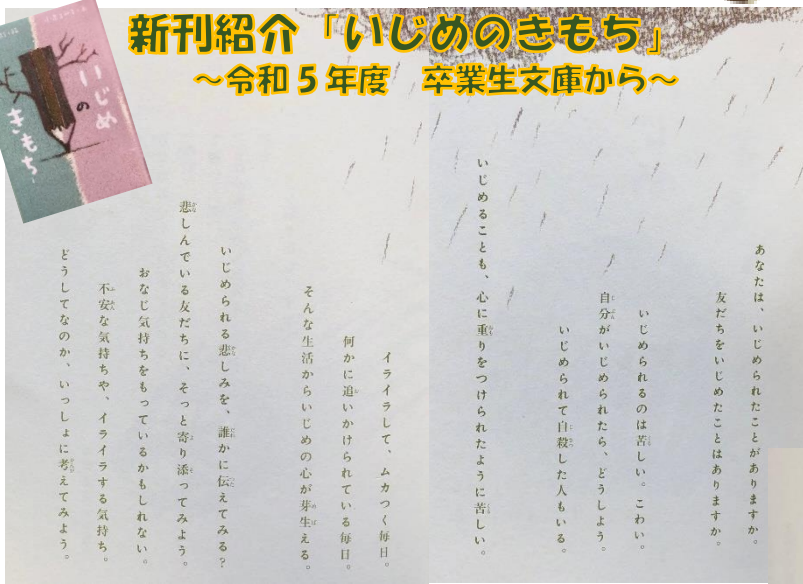 新刊紹介「いじめのきもち」
～令和５年度　卒業生文庫から～
いじめ
の
きもち
あなたは、いじめられたことがありますか。
友だちをいじめたことはありますか。
いじめられるのは苦しい。こわい。
自分がいじめられたら、どうしよう。
いじめられて自殺した人もいる。
いじめることも、心に重りをつけられたように苦しい。
イライラして、ムカつく毎日。
何かに追いかけられている毎日。
そんな生活からいじめの心が芽生える。
いじめられる悲しみを、誰かに伝えてみる？
悲しんでいる友だちに、そっと寄り添ってみよう。
おなじ気持ちをもっているかもしれない。
不安な気持ちや、イライラする気持ち。
どうしてなのか、いっしょに考えてみよう。